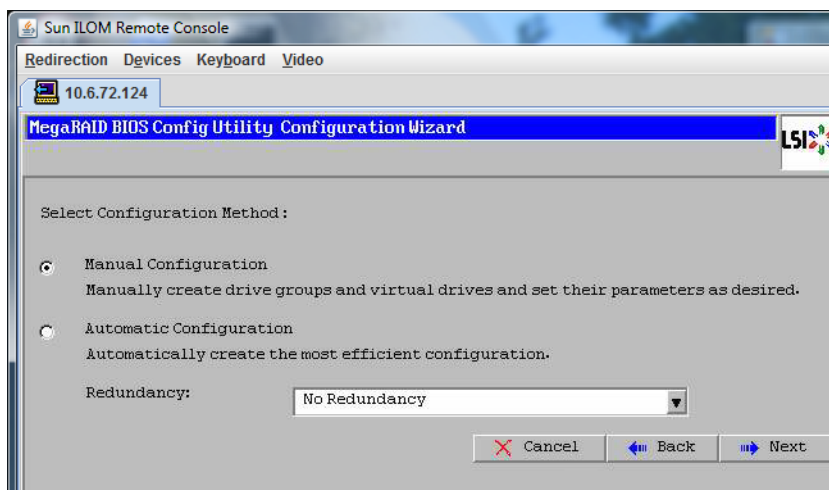 Sun ILOM Remote Console
Redirection Devices Keyboard Video
10.6.72.124
MegaRAID BIOS Config Utility Configuration Wizard
LSI
Select Configuration Method:
Manual Configuration
Manually create drive groups and virtual drives and set their parameters as desired.
Automatic Configuration
Automatically create the most efficient configuration.
Redundancy: No Redundancy
Cancel Back Next